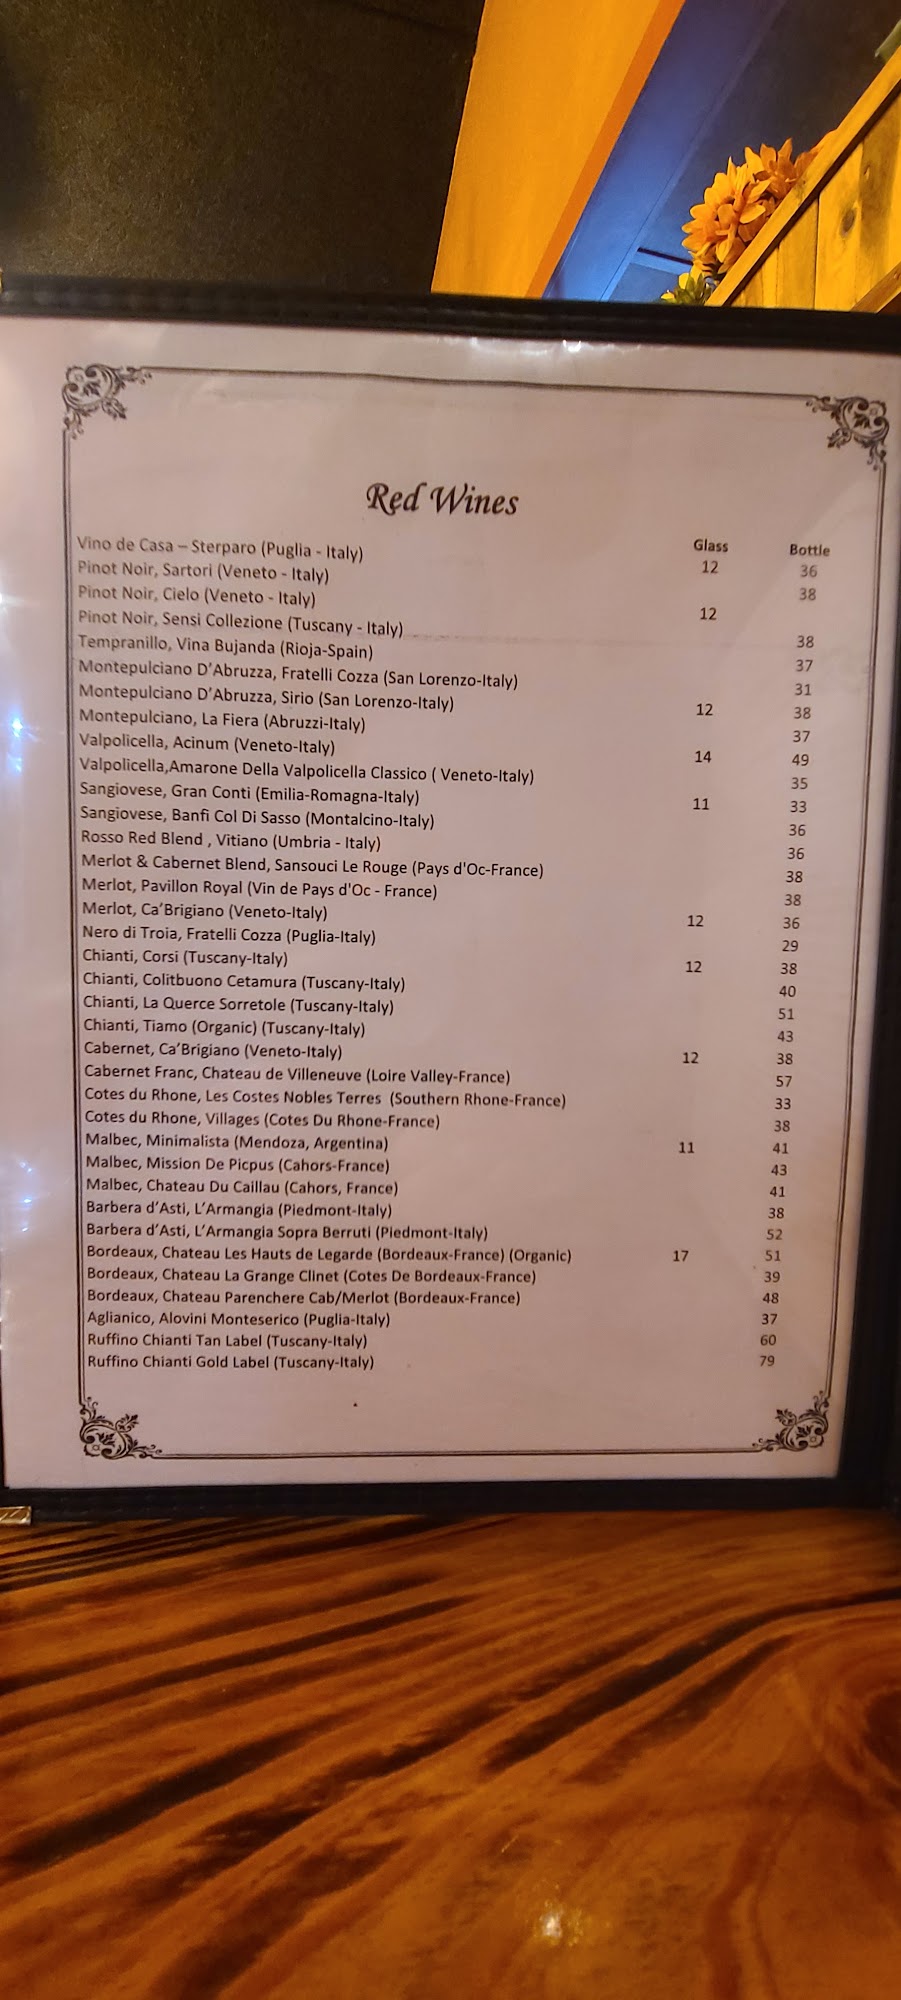 Red Wines
Glass Bottle
Vino de Casa – Sterparo (Puglia - Italy) 12 36
Pinot Noir, Sartori (Veneto - Italy) 38
Pinot Noir, Cielo (Veneto - Italy) 12
Pinot Noir, Sensi Collezione (Tuscany - Italy) 38
Tempranillo, Vina Bujanda (Rioja-Spain) 37
Montepulciano D'Abruzza, Fratelli Cozza (San Lorenzo-Italy) 31
Montepulciano D'Abruzza, Sirio (San Lorenzo-Italy) 12 38
Montepulciano, La Fiera (Abruzzi-Italy) 37
Valpolicella, Acinum (Veneto-Italy) 14 49
Valpolicella,Amarone Della Valpolicella Classico ( Veneto-Italy) 35
Sangiovese, Gran Conti (Emilia-Romagna-Italy) 11 33
Sangiovese, Banfi Col Di Sasso (Montalcino-Italy) 36
Rosso Red Blend , Vitiano (Umbria - Italy) 36
Merlot & Cabernet Blend, Sansouci Le Rouge (Pays d'Oc-France) 38
Merlot, Pavillon Royal (Vin de Pays d'Oc - France) 38
Merlot, Ca'Brigiano (Veneto-Italy) 12 36
Nero di Troia, Fratelli Cozza (Puglia-Italy) 29
Chianti, Corsi (Tuscany-Italy) 12 38
Chianti, Colitbuono Cetamura (Tuscany-Italy) 40
Chianti, La Querce Sorretole (Tuscany-Italy) 51
Chianti, Tiamo (Organic) (Tuscany-Italy) 43
Cabernet, Ca'Brigiano (Veneto-Italy) 12 38
Cabernet Franc, Chateau de Villeneuve (Loire Valley-France) 57
Cotes du Rhone, Les Costes Nobles Terres (Southern Rhone-France) 33
Cotes du Rhone, Villages (Cotes Du Rhone-France) 38
Malbec, Minimalista (Mendoza, Argentina) 11 41
Malbec, Mission De Picpus (Cahors-France) 43
Malbec, Chateau Du Caillau (Cahors, France) 41
Barbera d'Asti, L'Armangia (Piedmont-Italy) 38
Barbera d'Asti, L'Armangia Sopra Berruti (Piedmont-Italy) 52
Bordeaux, Chateau Les Hauts de Legarde (Bordeaux-France) (Organic) 17 51
Bordeaux, Chateau La Grange Clinet (Cotes De Bordeaux-France) 39
Bordeaux, Chateau Parenchere Cab/Merlot (Bordeaux-France) 48
Aglianico, Alovini Monteserico (Puglia-Italy) 37
Ruffino Chianti Tan Label (Tuscany-Italy) 60
Ruffino Chianti Gold Label (Tuscany-Italy) 79